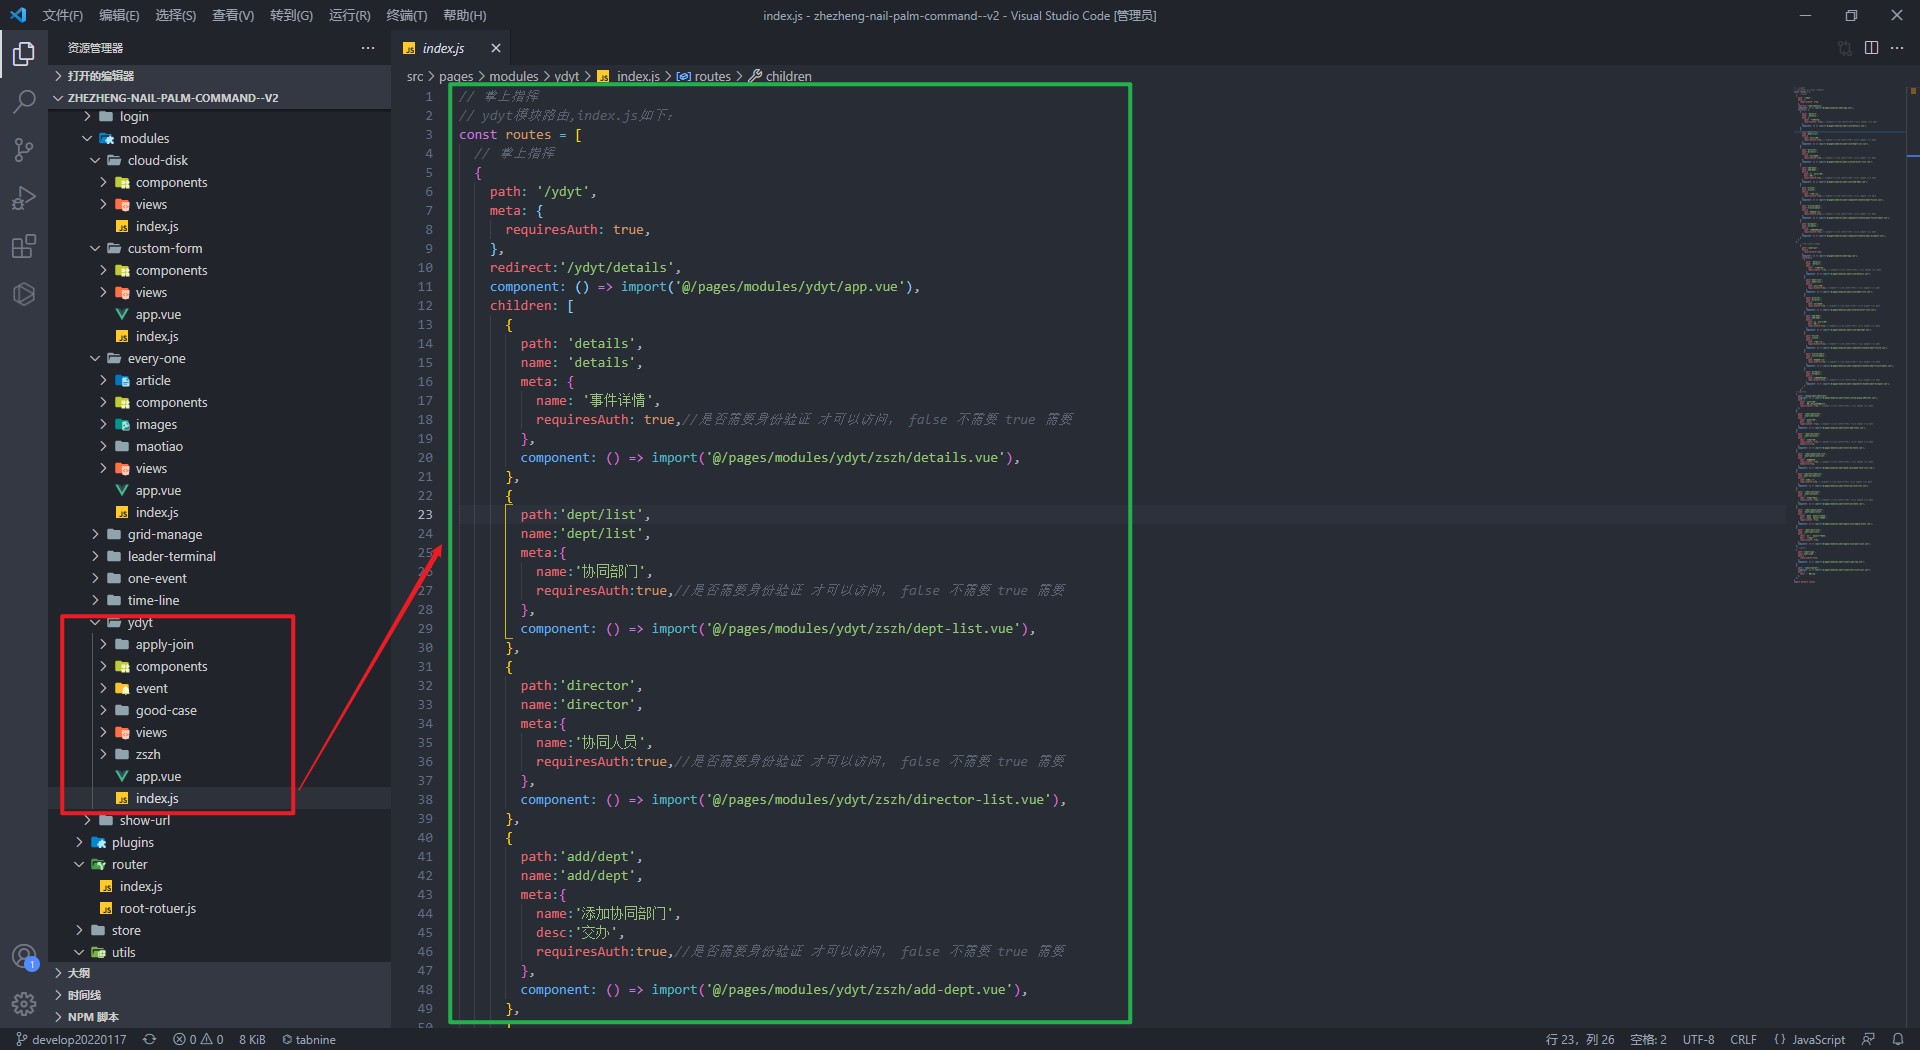 文件(F) 编辑(E) 选择(S) 查看(V) 转到(G) 运行(R) 终端(T) 帮助(H)
index.js - zhezheng-nail-palm-command--v2 - Visual Studio Code [管理员]
资源管理器
打开的编辑器
ZHEZHENG-NAIL-PALM-COMMAND--V2
login
modules
cloud-disk
components
views
index.js
custom-form
components
views
app.vue
index.js
every-one
article
components
images
maotiao
views
app.vue
index.js
grid-manage
leader-terminal
one-event
time-line
ydyt
apply-join
components
event
good-case
views
zszh
app.vue
index.js
show-url
plugins
router
index.js
root-rotuer.js
store
utils
大纲
时间线
NPM 脚本
index.js
src > pages > modules > ydyt > index.js > routes > children
1 // 掌上指挥
2 // ydyt模块路由,index.js如下:
3 const routes = [
4 // 掌上指挥
5 {
6 path: '/ydyt',
7 meta: {
8 requiresAuth: true,
9 },
10 redirect:'/ydyt/details',
11 component: () => import('@/pages/modules/ydyt/app.vue'),
12 children: [
13 {
14 path: 'details',
15 name: 'details',
16 meta: {
17 name: '事件详情',
18 requiresAuth: true,//是否需要身份验证 才可以访问, false 不需要 true 需要
19 },
20 component: () => import('@/pages/modules/ydyt/zszh/details.vue'),
21 },
22 {
23 path:'dept/list',
24 name:'dept/list',
25 meta:{
26 name:'协同部门',
27 requiresAuth:true,//是否需要身份验证 才可以访问, false 不需要 true 需要
28 },
29 component: () => import('@/pages/modules/ydyt/zszh/dept-list.vue'),
30 },
31 {
32 path:'director',
33 name:'director',
34 meta:{
35 name:'协同人员',
36 requiresAuth:true,//是否需要身份验证 才可以访问, false 不需要 true 需要
37 },
38 component: () => import('@/pages/modules/ydyt/zszh/director-list.vue'),
39 },
40 {
41 path:'add/dept',
42 name:'add/dept',
43 meta:{
44 name:'添加协同部门',
45 desc:'交办',
46 requiresAuth:true,//是否需要身份验证 才可以访问, false 不需要 true 需要
47 },
48 component: () => import('@/pages/modules/ydyt/zszh/add-dept.vue'),
49 },
50
1
develop20220117 0 0 8 KiB tabnine
行 23，列 26 空格: 2 UTF-8 CRLF {} JavaScript